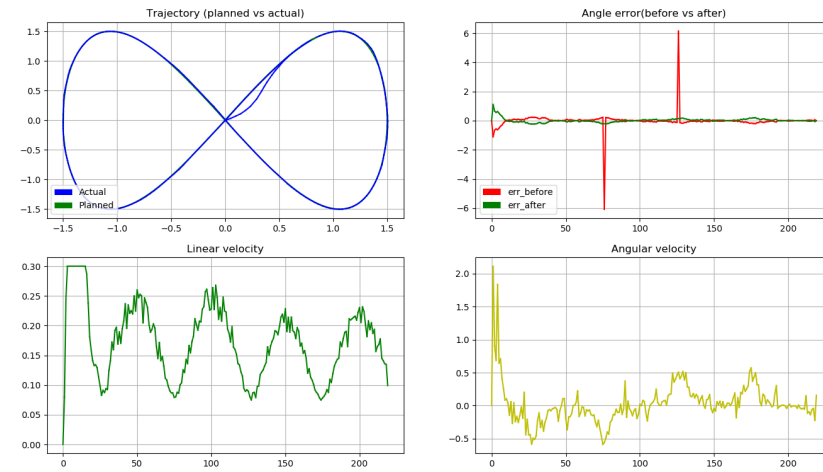 Trajectory (planned vs actual)
1.5
1.0
0.5
0.0
−0.5
−1.0
−1.5
Actual
Planned
−1.5 −1.0 −0.5 0.0 0.5 1.0 1.5
Angle error(before vs after)
6
4
2
0
−2
−4
−6
err_before
err_after
0 50 100 150 200
Linear velocity
0.30
0.25
0.20
0.15
0.10
0.05
0.00
0 50 100 150 200
Angular velocity
2.0
1.5
1.0
0.5
0.0
−0.5
0 50 100 150 200